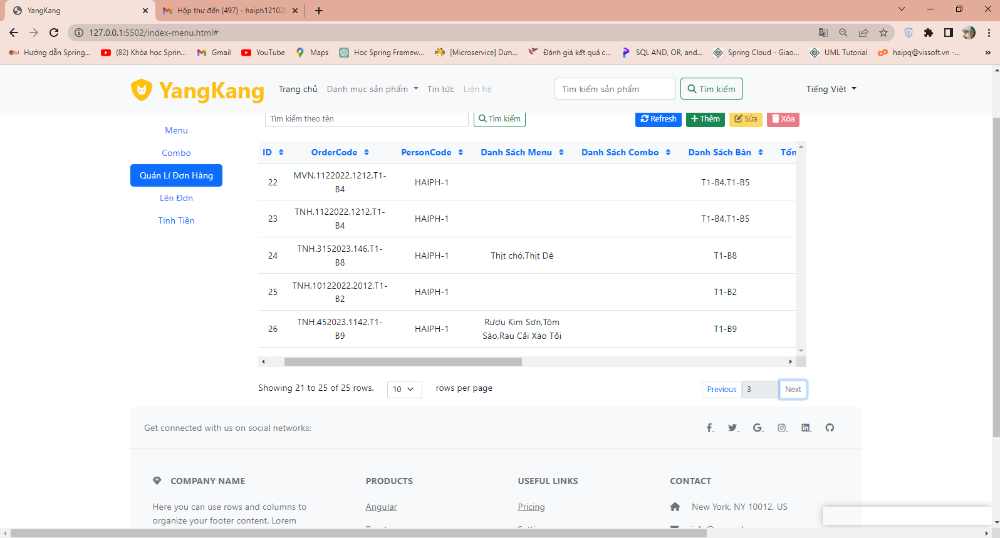 YangKang
Hộp thư đến (497) - haiph12102
127.0.0.1:5502/index-menu.html#
Hướng dẫn Spring...
(82) Khóa học Sprin...
Gmail
YouTube
Maps
Hoc Spring Framew...
[Microservice] Dựn...
Đánh giá kết quả c...
SQL AND, OR, and...
Spring Cloud - Giao...
UML Tutorial
haipq@vissoft.vn -...
YangKang
Trang chủ
Danh mục sản phẩm
Tin tức
Liên hệ
Tìm kiếm sản phẩm
Tìm kiếm
Tiếng Việt
Menu
Combo
Quản Lí Đơn Hàng
Lên Đơn
Tính Tiền
Tìm kiếm theo tên
Tìm kiếm
Refresh
Thêm
Sửa
Xóa
ID OrderCode PersonCode Danh Sách Menu Danh Sách Combo Danh Sách Bàn Tổn
22 MVN.1122022.1212.T1-B4 HAIPH-1 T1-B4,T1-B5
23 TNH.1122022.1212.T1-B4 HAIPH-1 T1-B4,T1-B5
24 TNH.3152023.146.T1-B8 HAIPH-1 Thịt chó,Thịt Dê T1-B8
25 TNH.10122022.2012.T1-B2 HAIPH-1 T1-B2
26 TNH.452023.1142.T1-B9 HAIPH-1 Rượu Kim Sơn,Tôm Sào,Rau Cải Xào Tỏi T1-B9
Showing 21 to 25 of 25 rows.
10
rows per page
Previous
3
Next
Get connected with us on social networks:
COMPANY NAME
Here you can use rows and columns to
organize your footer content. Lorem
PRODUCTS
Angular
USEFUL LINKS
Pricing
CONTACT
New York, NY 10012, US